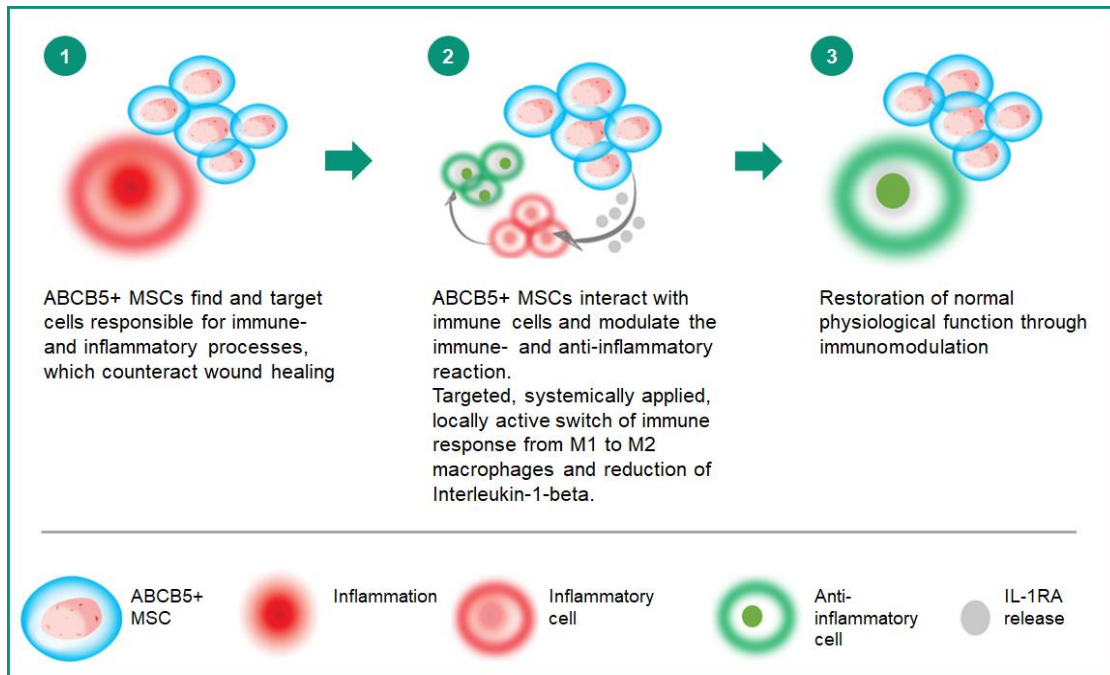 1
ABCB5+ MSCs find and target
cells responsible for immune-
and inflammatory processes,
which counteract wound healing
2
ABCB5+ MSCs interact with
immune cells and modulate the
immune- and anti-inflammatory
reaction.
Targeted, systemically applied,
locally active switch of immune
response from M1 to M2
macrophages and reduction of
Interleukin-1-beta.
3
Restoration of normal
physiological function through
immunomodulation
ABCB5+
MSC
Inflammation
Inflammatory
cell
Anti-
inflammatory
cell
IL-1RA
release